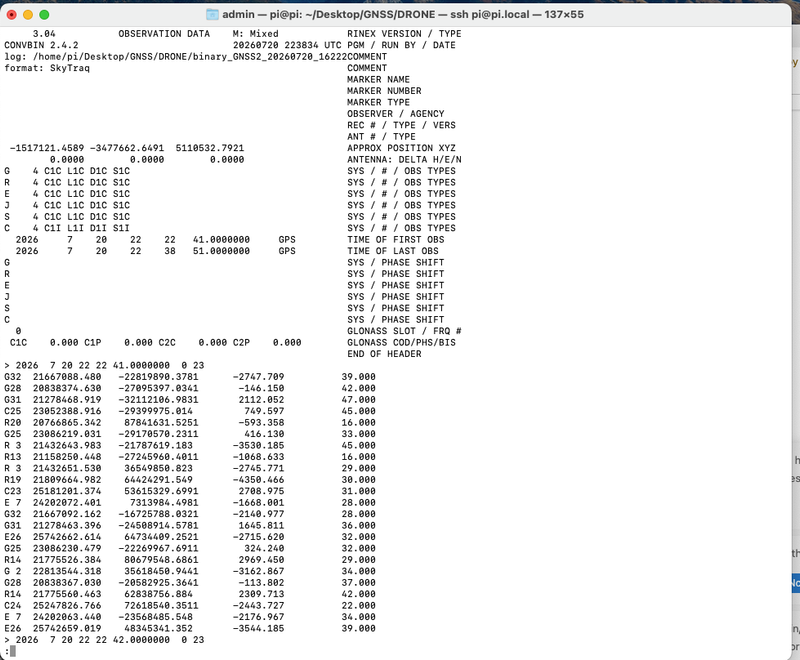 admin — pi@pi: ~/Desktop/GNSS/DRONE — ssh pi@pi.local — 137×55
     3.04           OBSERVATION DATA    M: Mixed            RINEX VERSION / TYPE
CONVBIN 2.4.2                           20260720 223834 UTC PGM / RUN BY / DATE
log: /home/pi/Desktop/GNSS/DRONE/binary_GNSS2_20260720_16222COMMENT
format: SkyTraq                                             COMMENT
                                                            MARKER NAME
                                                            MARKER NUMBER
                                                            MARKER TYPE
                                                            OBSERVER / AGENCY
                                                            REC # / TYPE / VERS
                                                            ANT # / TYPE
 -1517121.4589 -3477662.6491  5110532.7921                  APPROX POSITION XYZ
        0.0000        0.0000        0.0000                  ANTENNA: DELTA H/E/N
G    4 C1C L1C D1C S1C                                      SYS / # / OBS TYPES
R    4 C1C L1C D1C S1C                                      SYS / # / OBS TYPES
E    4 C1C L1C D1C S1C                                      SYS / # / OBS TYPES
J    4 C1C L1C D1C S1C                                      SYS / # / OBS TYPES
S    4 C1C L1C D1C S1C                                      SYS / # / OBS TYPES
C    4 C1I L1I D1I S1I                                      SYS / # / OBS TYPES
  2026     7    20    22    22   41.0000000     GPS         TIME OF FIRST OBS
  2026     7    20    22    38   51.0000000     GPS         TIME OF LAST OBS
G                                                           SYS / PHASE SHIFT
R                                                           SYS / PHASE SHIFT
E                                                           SYS / PHASE SHIFT
J                                                           SYS / PHASE SHIFT
S                                                           SYS / PHASE SHIFT
C                                                           SYS / PHASE SHIFT
  0                                                         GLONASS SLOT / FRQ #
 C1C    0.000 C1P    0.000 C2C    0.000 C2P    0.000        GLONASS COD/PHS/BIS
                                                            END OF HEADER
> 2026  7 20 22 22 41.0000000  0 23
G32  21667088.480   -22819890.3781       -2747.709          39.000
G28  20838374.630   -27095397.0341        -146.150          42.000
G31  21278468.919   -32112106.9831        2112.052          47.000
C25  23052388.916   -29399975.014          749.597          45.000
R20  20766865.342    87841631.5251        -593.358          16.000
G25  23086219.031   -29170570.2311         416.130          33.000
R 3  21432643.983   -21787619.183        -3530.185          45.000
R13  21158250.448   -27245960.4011       -1068.633          16.000
R 3  21432651.530    36549850.823        -2745.771          29.000
R19  21809664.982    64424291.549        -4350.466          30.000
C23  25181201.374    53615329.6991        2708.975          31.000
E 7  24202072.401     7313984.4981       -1668.001          28.000
G32  21667092.162   -16725788.0321       -2140.977          28.000
G31  21278463.396   -24508914.5781        1645.811          36.000
E26  25742662.614    64734409.2521       -2715.620          32.000
G25  23086230.479   -22269967.6911         324.240          32.000
R14  21775526.384    80679548.6861        2969.450          29.000
G 2  22813544.318    35618450.9441       -3162.867          34.000
G28  20838367.030   -20582925.3641        -113.802          37.000
R14  21775560.463    62838756.884         2309.713          42.000
C24  25247826.766    72618540.3511       -2443.727          22.000
E 7  24202063.440   -23568485.548        -2176.967          34.000
E26  25742659.019    48345341.352        -3544.185          39.000
> 2026  7 20 22 22 42.0000000  0 23
: